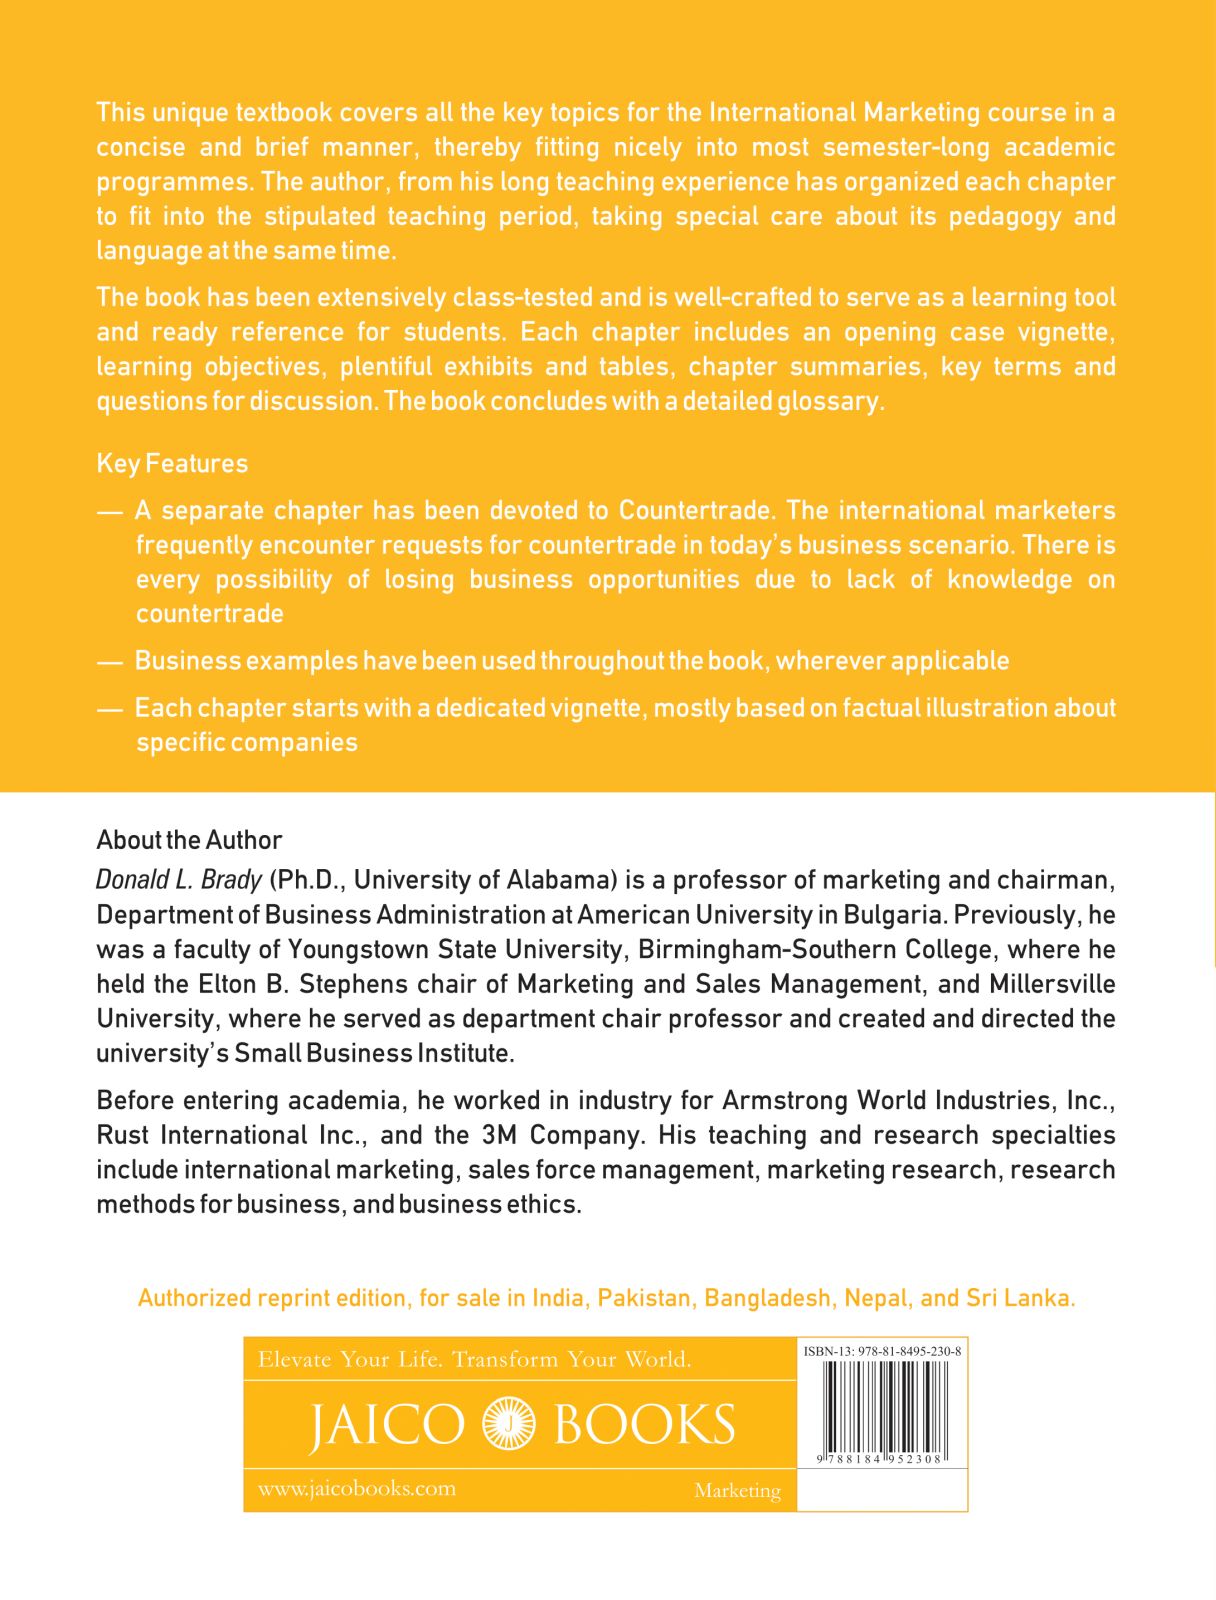 This unique textbook covers all the key topics for the International Marketing course in a
concise and brief manner, thereby fitting nicely into most semester-long academic
programmes. The author, from his long teaching experience has organized each chapter
to fit into the stipulated teaching period, taking special care about its pedagogy and
language at the same time.
The book has been extensively class-tested and is well-crafted to serve as a learning tool
and ready reference for students. Each chapter includes an opening case vignette,
learning objectives, plentiful exhibits and tables, chapter summaries, key terms and
questions for discussion. The book concludes with a detailed glossary.
Key Features
— A separate chapter has been devoted to Countertrade. The international marketers
frequently encounter requests for countertrade in today's business scenario. There is
every possibility of losing business opportunities due to lack of knowledge on
countertrade
— Business examples have been used throughout the book, wherever applicable
— Each chapter starts with a dedicated vignette, mostly based on factual illustration about
specific companies
About the Author
Donald L. Brady (Ph.D., University of Alabama) is a professor of marketing and chairman,
Department of Business Administration at American University in Bulgaria. Previously, he
was a faculty of Youngstown State University, Birmingham-Southern College, where he
held the Elton B. Stephens chair of Marketing and Sales Management, and Millersville
University, where he served as department chair professor and created and directed the
university's Small Business Institute.
Before entering academia, he worked in industry for Armstrong World Industries, Inc.,
Rust International Inc., and the 3M Company. His teaching and research specialties
include international marketing, sales force management, marketing research, research
methods for business, and business ethics.
Authorized reprint edition, for sale in India, Pakistan, Bangladesh, Nepal, and Sri Lanka.
Elevate Your Life. Transform Your World.
JAICO J BOOKS
www.jaicobooks.com
Marketing
ISBN-13: 978-81-8495-230-8
9 788184 952308